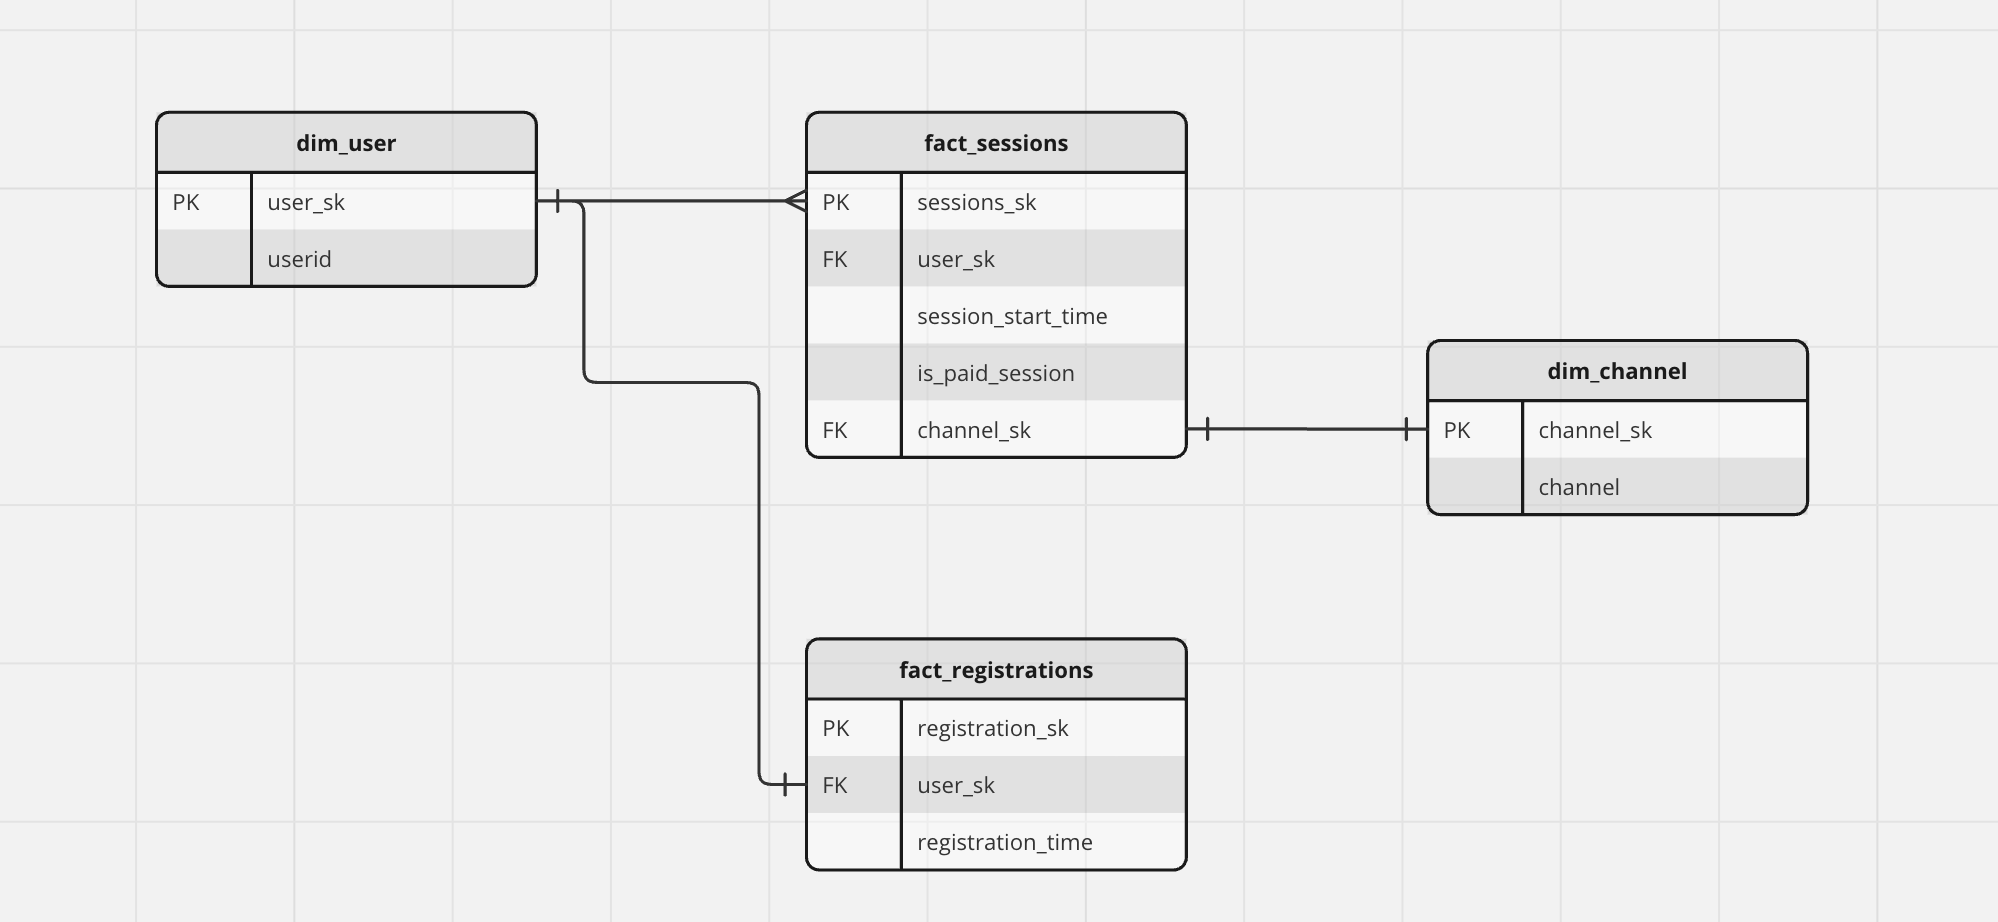 dim_user
PK user_sk
userid
fact_sessions
PK sessions_sk
FK user_sk
session_start_time
is_paid_session
FK channel_sk
dim_channel
PK channel_sk
channel
fact_registrations
PK registration_sk
FK user_sk
registration_time